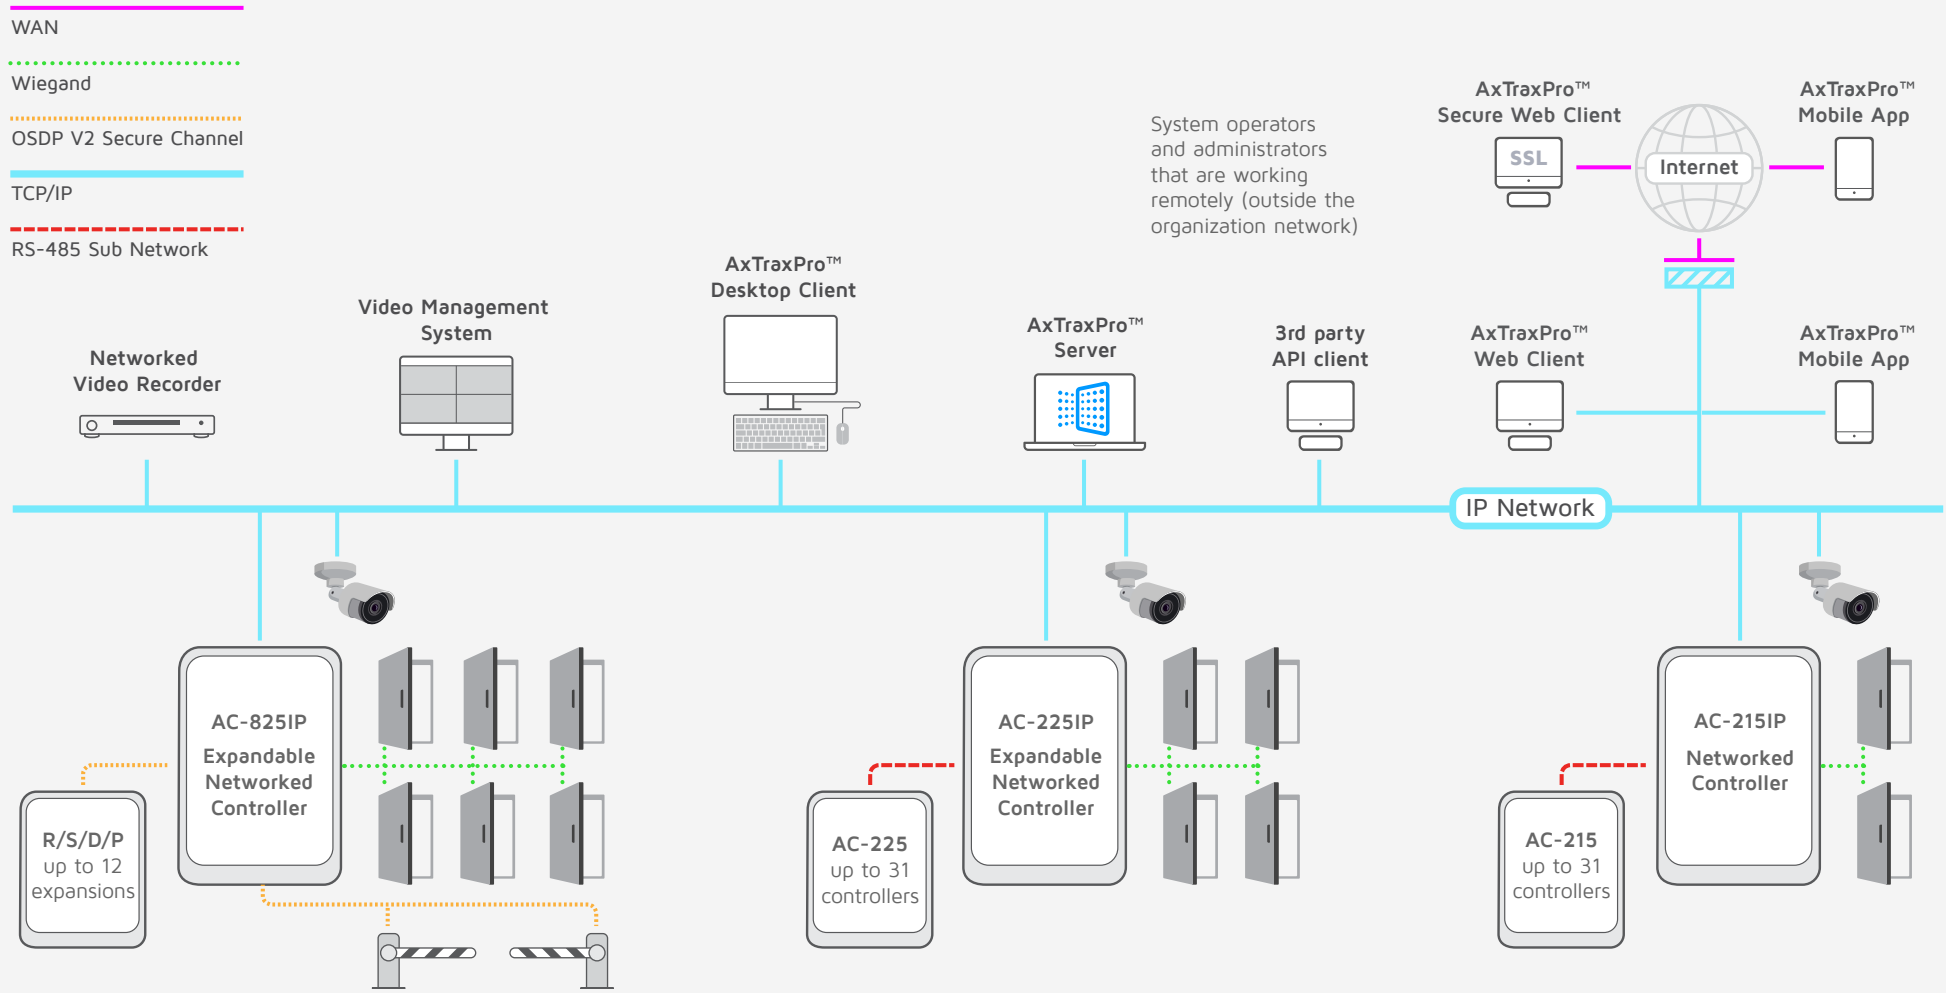 WAN
Wiegand
OSDP V2 Secure Channel
TCP/IP
RS-485 Sub Network
System operators
and administrators
that are working
remotely (outside the
organization network)
AxTraxPro™
Secure Web Client
SSL
Internet
AxTraxPro™
Mobile App
Networked
Video Recorder
Video Management
System
AxTraxPro™
Desktop Client
AxTraxPro™
Server
3rd party
API client
AxTraxPro™
Web Client
AxTraxPro™
Mobile App
IP Network
AC-825IP
Expandable
Networked
Controller
R/S/D/P
up to 12
expansions
AC-225IP
Expandable
Networked
Controller
AC-225
up to 31
controllers
AC-215IP
Networked
Controller
AC-215
up to 31
controllers